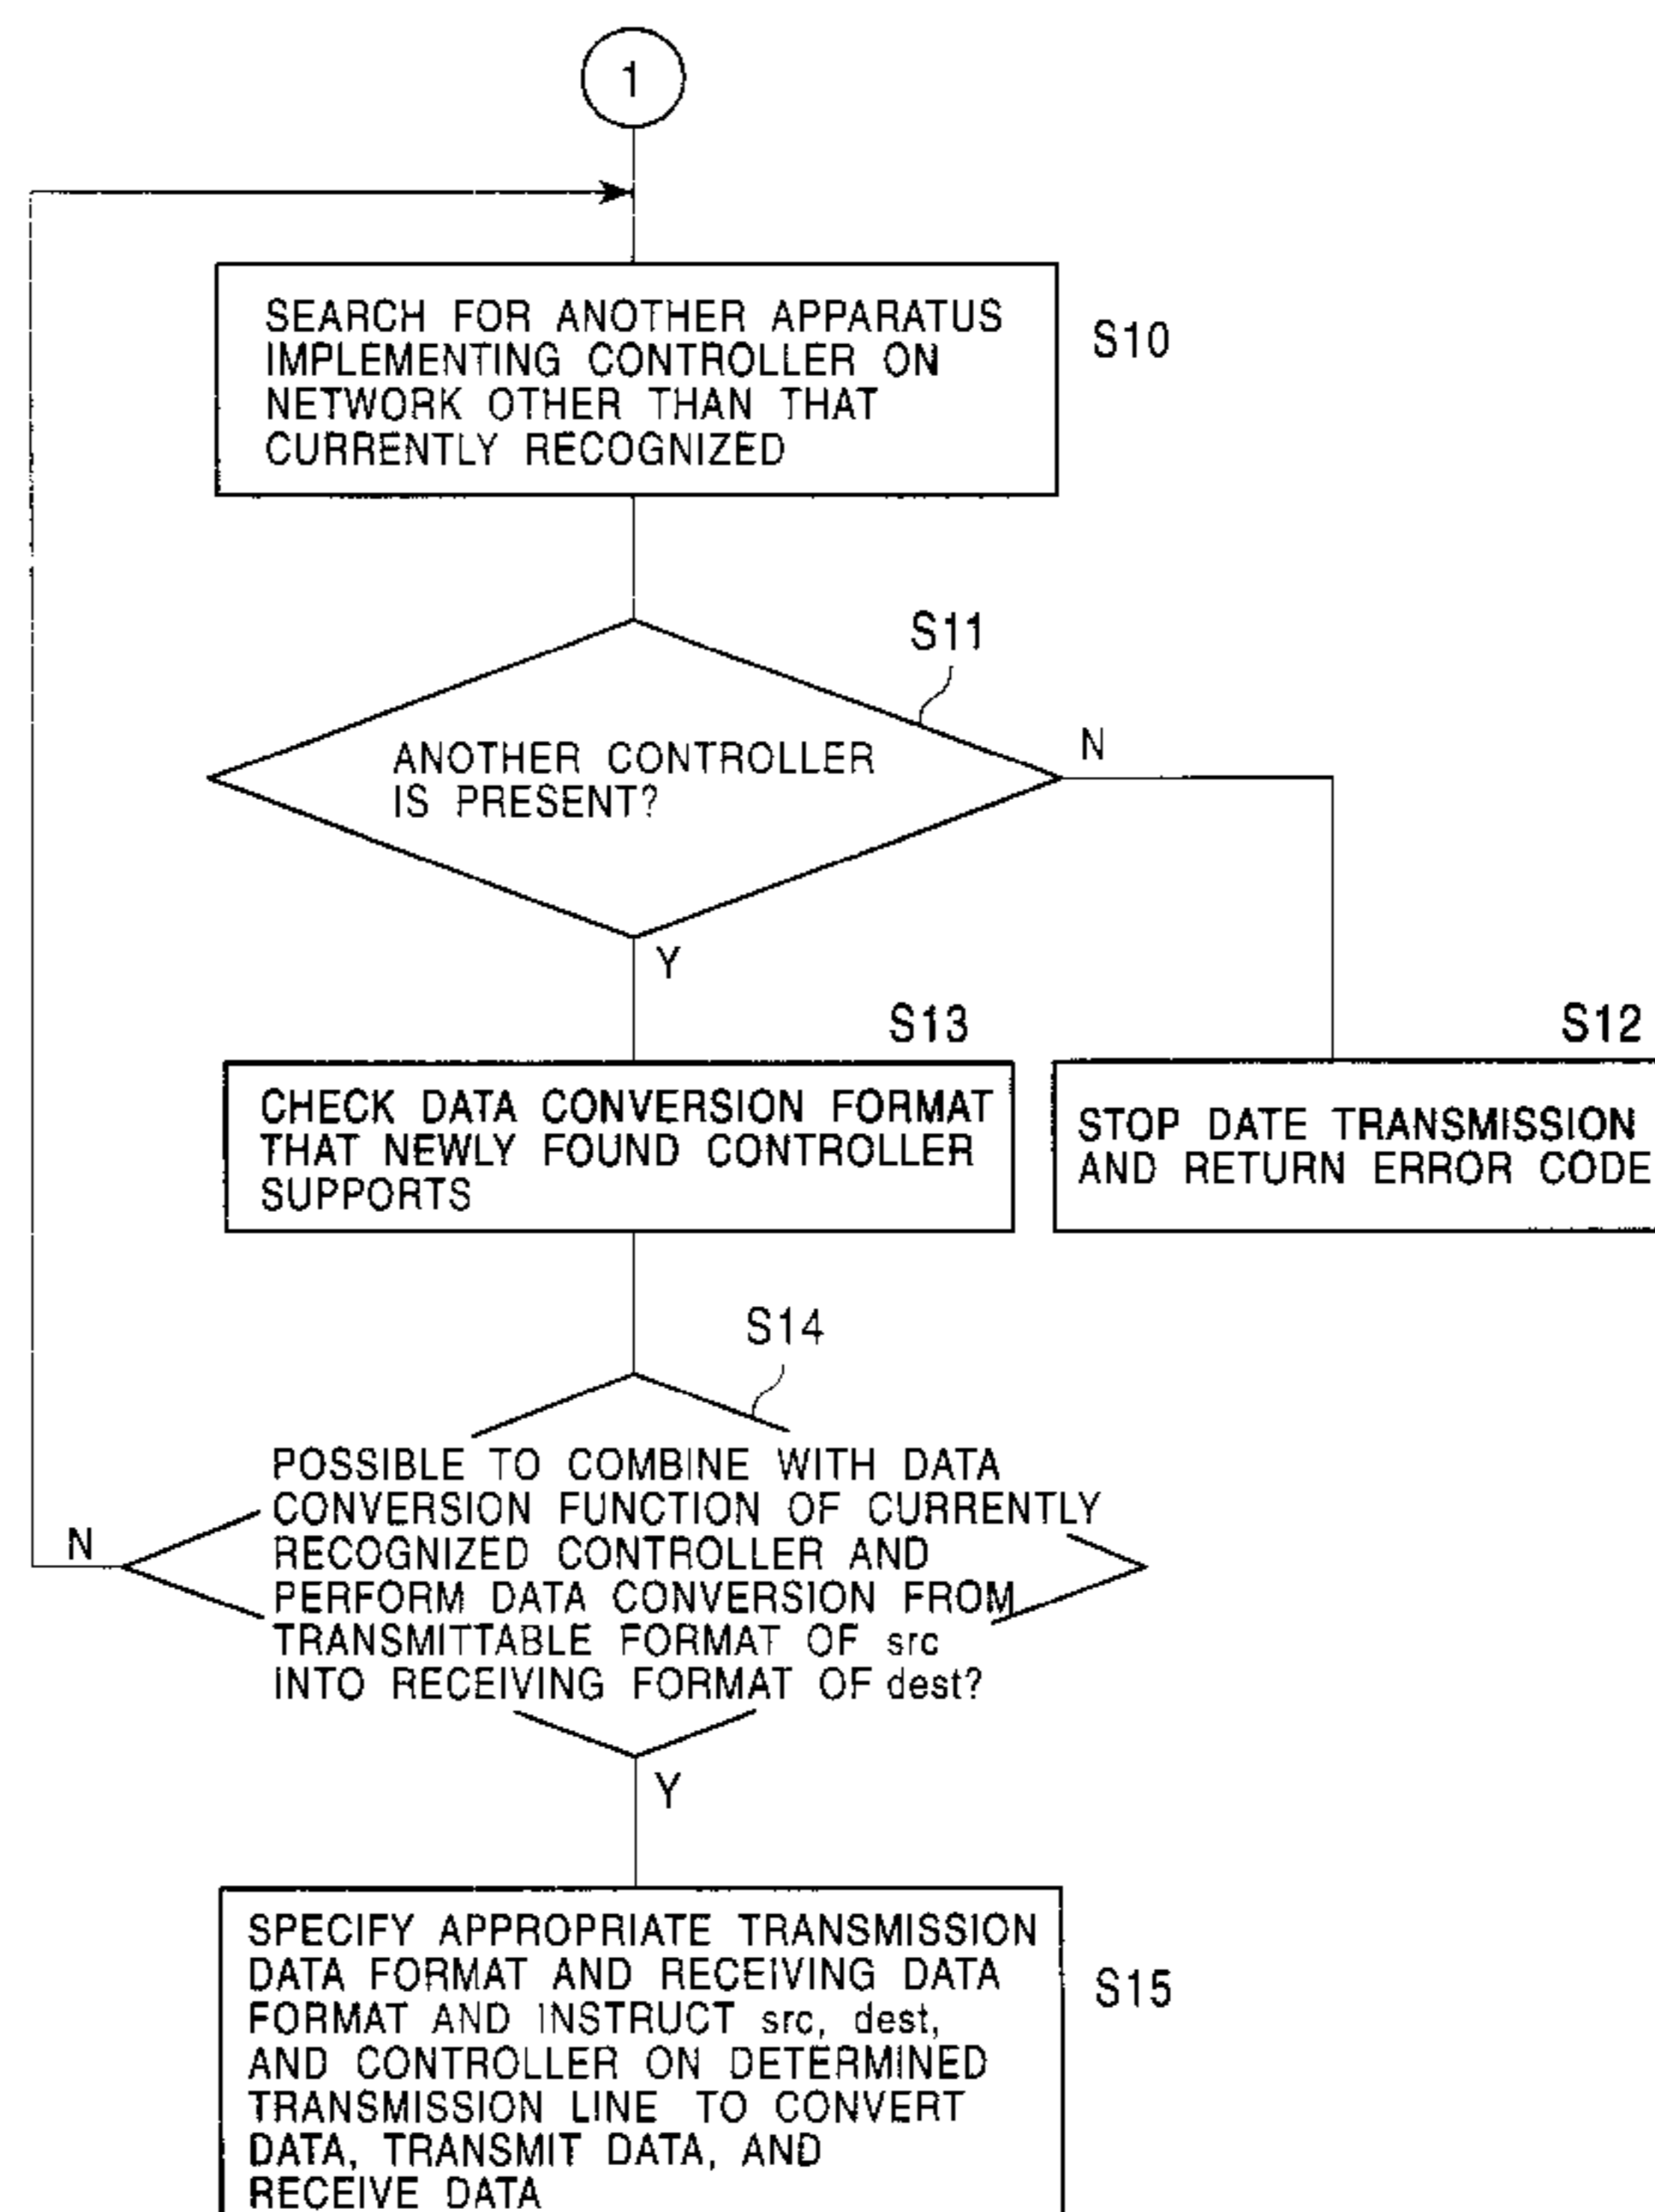 1
SEARCH FOR ANOTHER APPARATUS
IMPLEMENTING CONTROLLER ON
NETWORK OTHER THAN THAT
CURRENTLY RECOGNIZED
S10
S11
ANOTHER CONTROLLER
IS PRESENT?
N
Y
S13
CHECK DATA CONVERSION FORMAT
THAT NEWLY FOUND CONTROLLER
SUPPORTS
S12
STOP DATE TRANSMISSION
AND RETURN ERROR CODE
S14
POSSIBLE TO COMBINE WITH DATA
CONVERSION FUNCTION OF CURRENTLY
RECOGNIZED CONTROLLER AND
PERFORM DATA CONVERSION FROM
TRANSMITTABLE FORMAT OF src
INTO RECEIVING FORMAT OF dest?
N
Y
SPECIFY APPROPRIATE TRANSMISSION
DATA FORMAT AND RECEIVING DATA
FORMAT AND INSTRUCT src, dest,
AND CONTROLLER ON DETERMINED
TRANSMISSION LINE TO CONVERT
DATA, TRANSMIT DATA, AND
RECEIVE DATA
S15